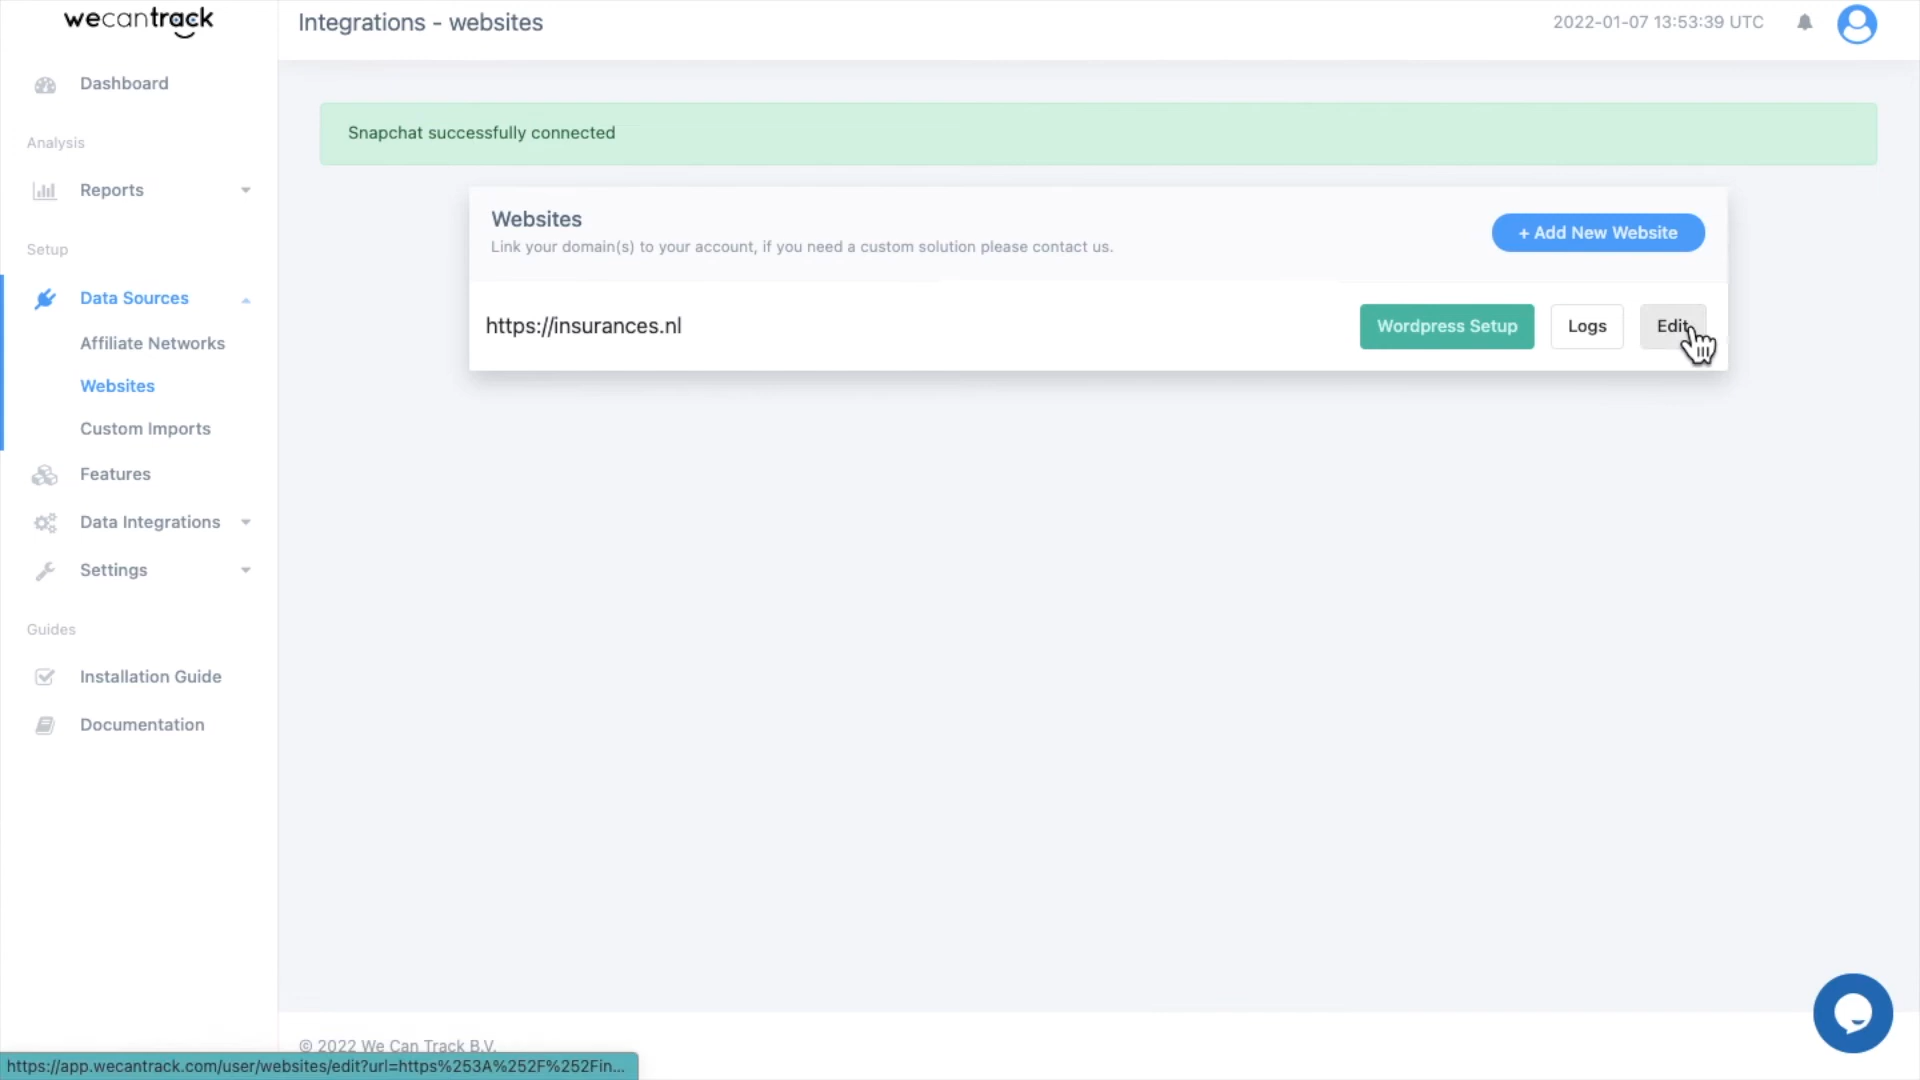 wecantrack
Integrations - websites
2022-01-07 13:53:39 UTC
Dashboard
Analysis
Reports
Setup
Data Sources
Affiliate Networks
Websites
Custom Imports
Features
Data Integrations
Settings
Guides
Installation Guide
Documentation
Snapchat successfully connected
Websites
Link your domain(s) to your account, if you need a custom solution please contact us.
+ Add New Website
https://insurances.nl
Wordpress Setup
Logs
Edit
© 2022 We Can Track B.V.
https://app.wecantrack.com/user/websites/edit?url=https%253A%252F%252Fin...